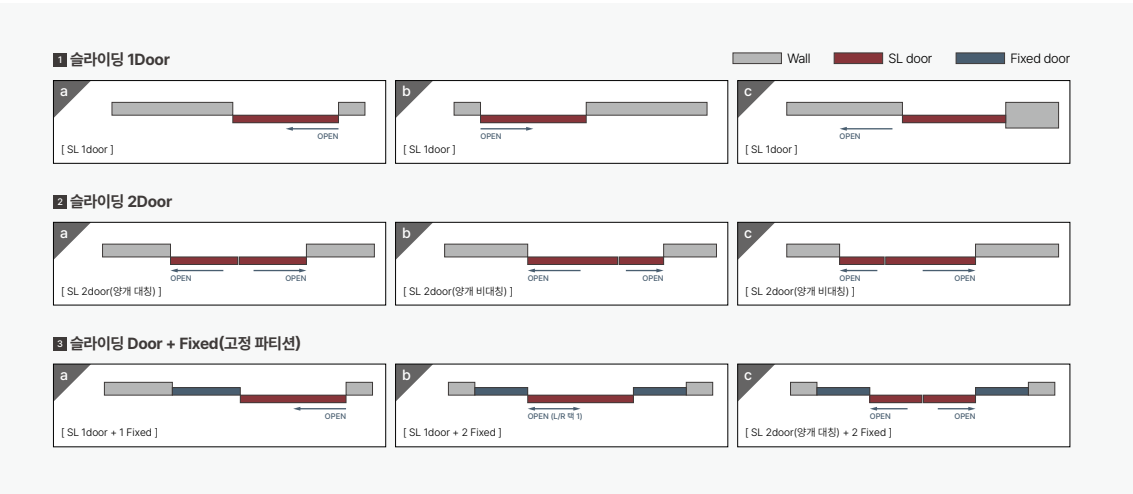 1 슬라이딩 1Door
Wall
SL door
Fixed door
a
OPEN
[ SL 1door ]
b
OPEN
[ SL 1door ]
c
OPEN
[ SL 1door ]
2 슬라이딩 2Door
a
OPEN OPEN
[ SL 2door(양개 대칭) ]
b
OPEN OPEN
[ SL 2door(양개 비대칭) ]
c
OPEN OPEN
[ SL 2door(양개 비대칭) ]
3 슬라이딩 Door + Fixed(고정 파티션)
a
OPEN
[ SL 1door + 1 Fixed ]
b
OPEN (L/R 택 1)
[ SL 1door + 2 Fixed ]
c
OPEN OPEN
[ SL 2door(양개 대칭) + 2 Fixed ]